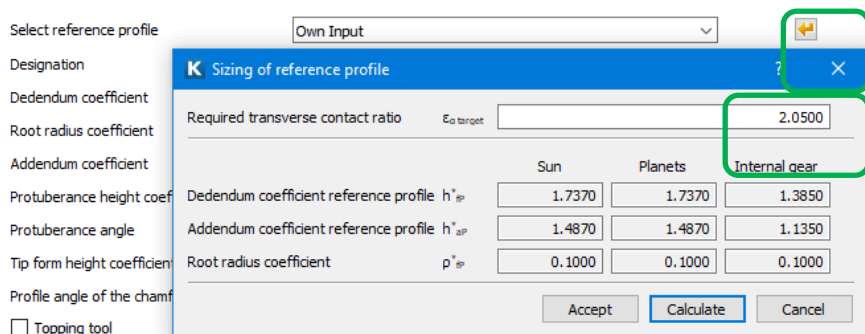 Select reference profile Own Input
Designation
K Sizing of reference profile ? ×
Dedendum coefficient
Required transverse contact ratio εα target 2.0500
Root radius coefficient
Addendum coefficient
Sun Planets Internal gear
Protuberance height coef
Dedendum coefficient reference profile h*fP 1.7370 1.7370 1.3850
Protuberance angle
Addendum coefficient reference profile h*aP 1.4870 1.4870 1.1350
Tip form height coefficient
Root radius coefficient ρ*fP 0.1000 0.1000 0.1000
Profile angle of the chamf
Accept Calculate Cancel
Topping tool